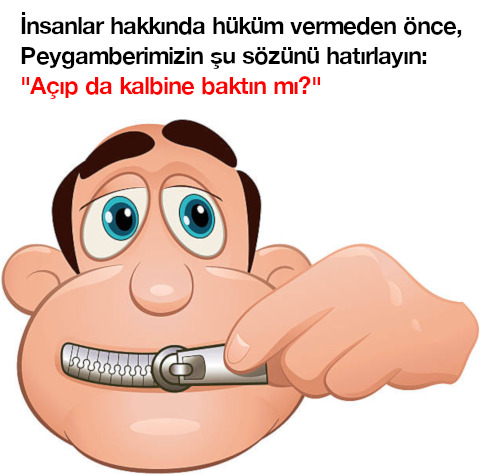 İnsanlar hakkında hüküm vermeden önce,
Peygamberimizin şu sözünü hatırlayın:
"Açıp da kalbine baktın mı?"